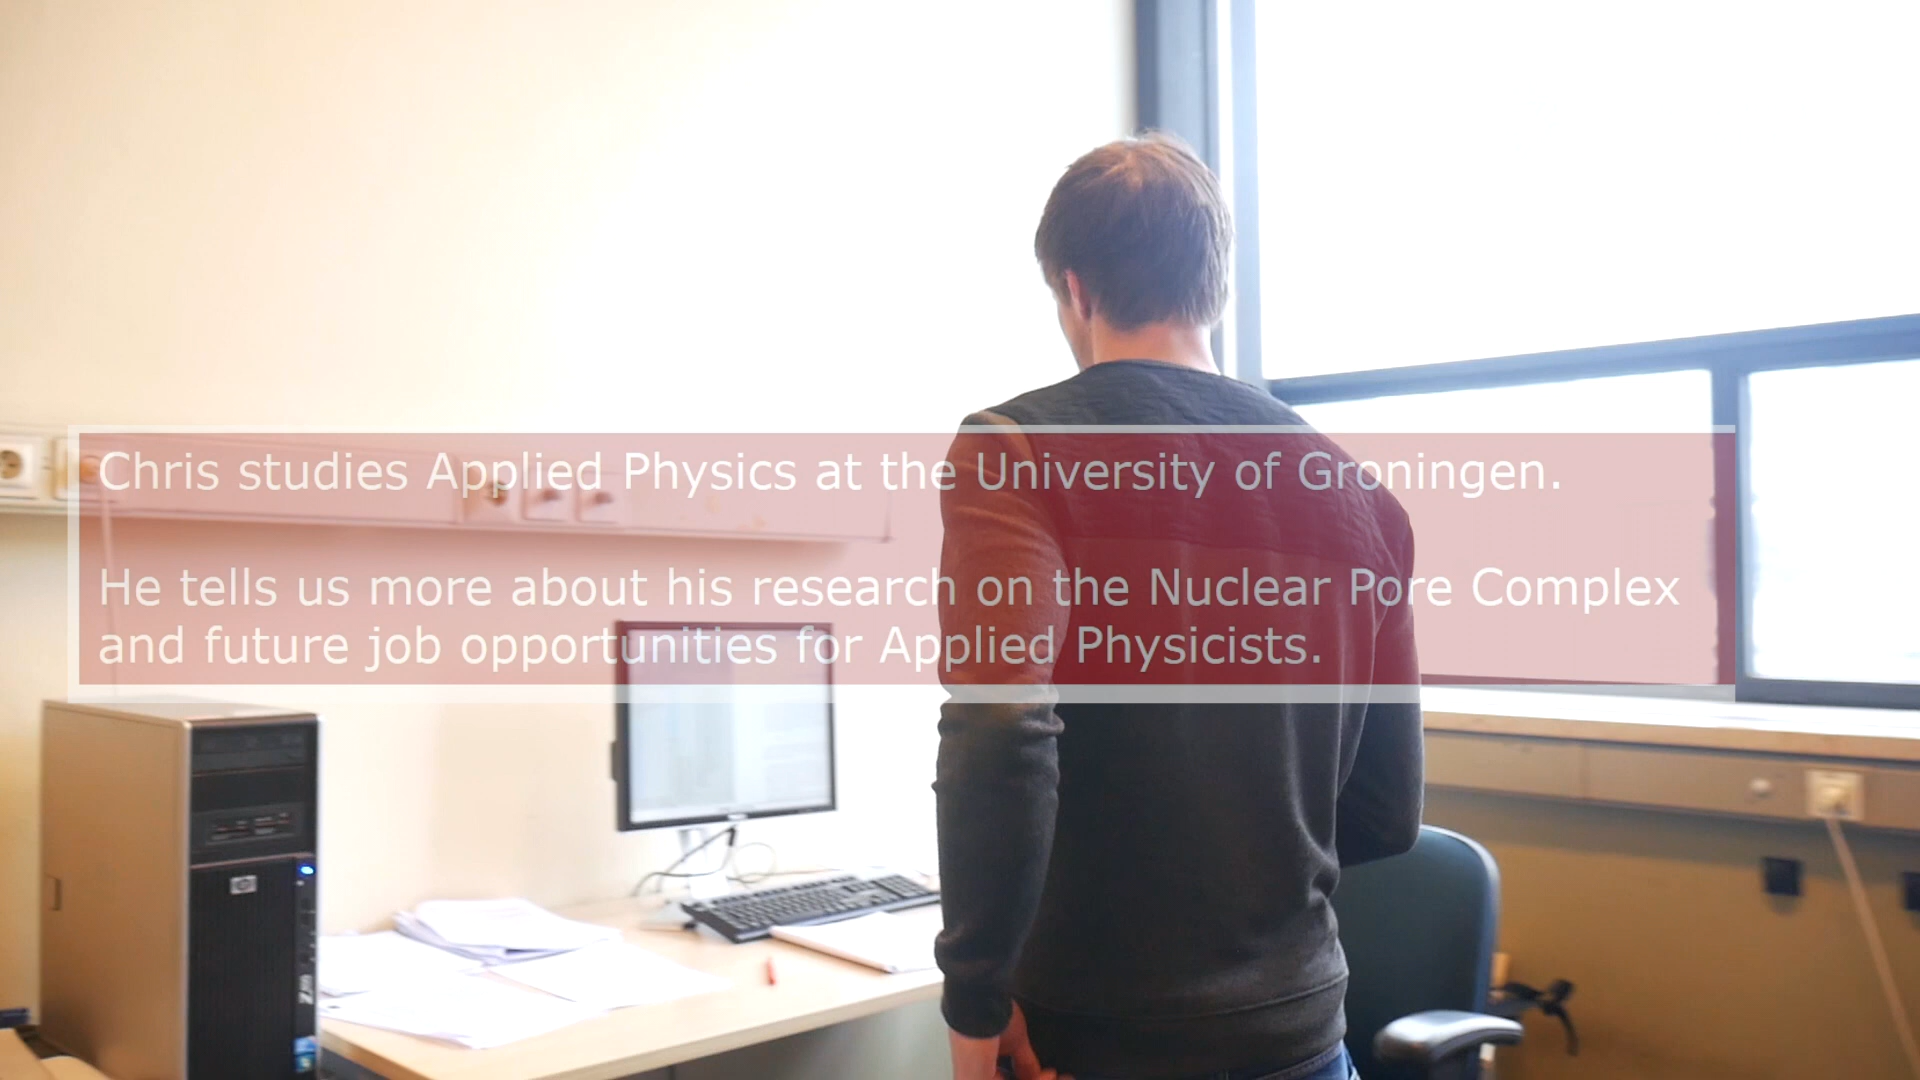 Chris studies Applied Physics at the University of Groningen.
He tells us more about his research on the Nuclear Pore Complex
and future job opportunities for Applied Physicists.
hp